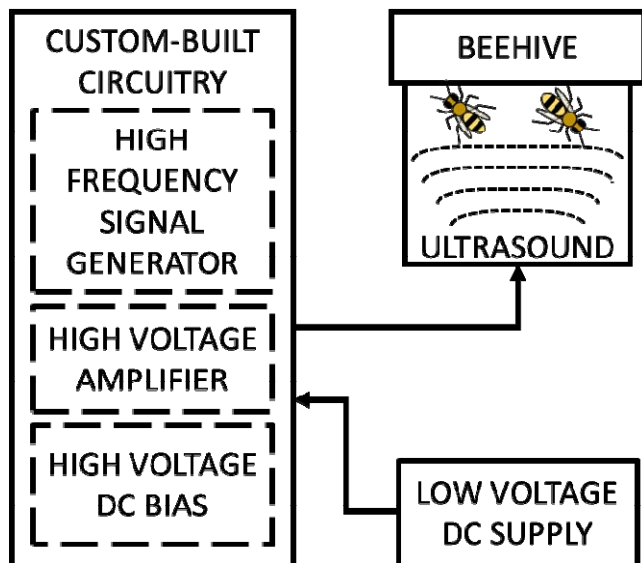 CUSTOM-BUILT
CIRCUITRY
HIGH
FREQUENCY
SIGNAL
GENERATOR
HIGH VOLTAGE
AMPLIFIER
HIGH VOLTAGE
DC BIAS
BEEHIVE
ULTRASOUND
LOW VOLTAGE
DC SUPPLY